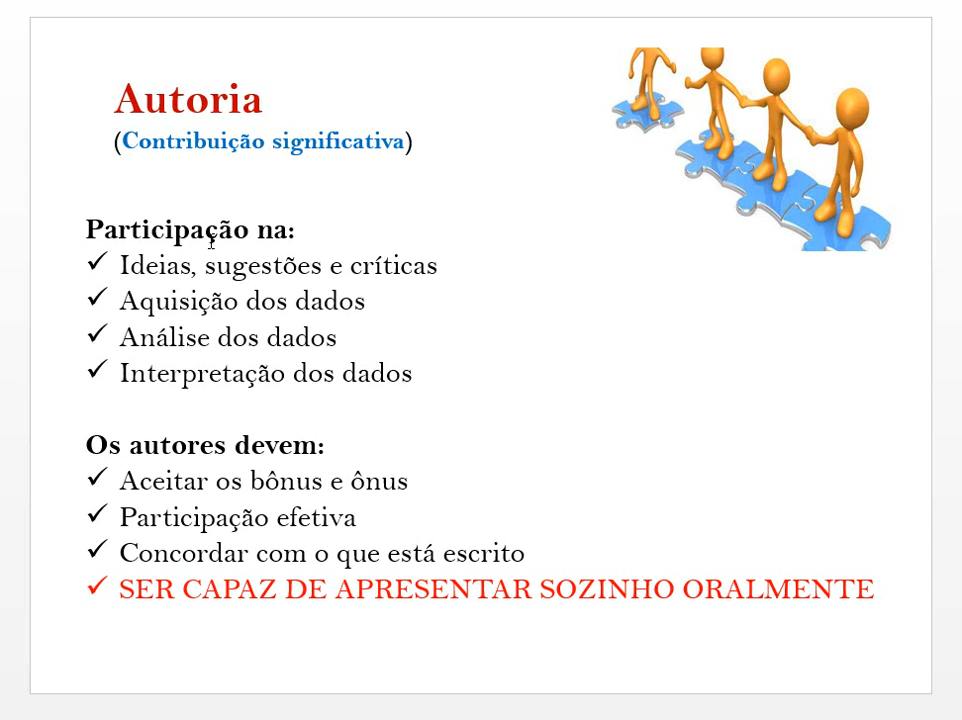 Autoria
(Contribuição significativa)
Participação na:
Ideias, sugestões e críticas
Aquisição dos dados
Análise dos dados
Interpretação dos dados
Os autores devem:
Aceitar os bônus e ônus
Participação efetiva
Concordar com o que está escrito
SER CAPAZ DE APRESENTAR SOZINHO ORALMENTE